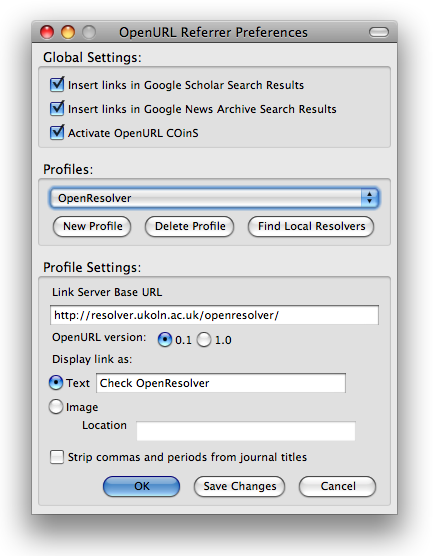 OpenURL Referrer Preferences
Global Settings:
Insert links in Google Scholar Search Results
Insert links in Google News Archive Search Results
Activate OpenURL COinS
Profiles:
OpenResolver
New Profile Delete Profile Find Local Resolvers
Profile Settings:
Link Server Base URL
http://resolver.ukoln.ac.uk/openresolver/
OpenURL version: 0.1 1.0
Display link as:
Text Check OpenResolver
Image
Location
Strip commas and periods from journal titles
OK Save Changes Cancel